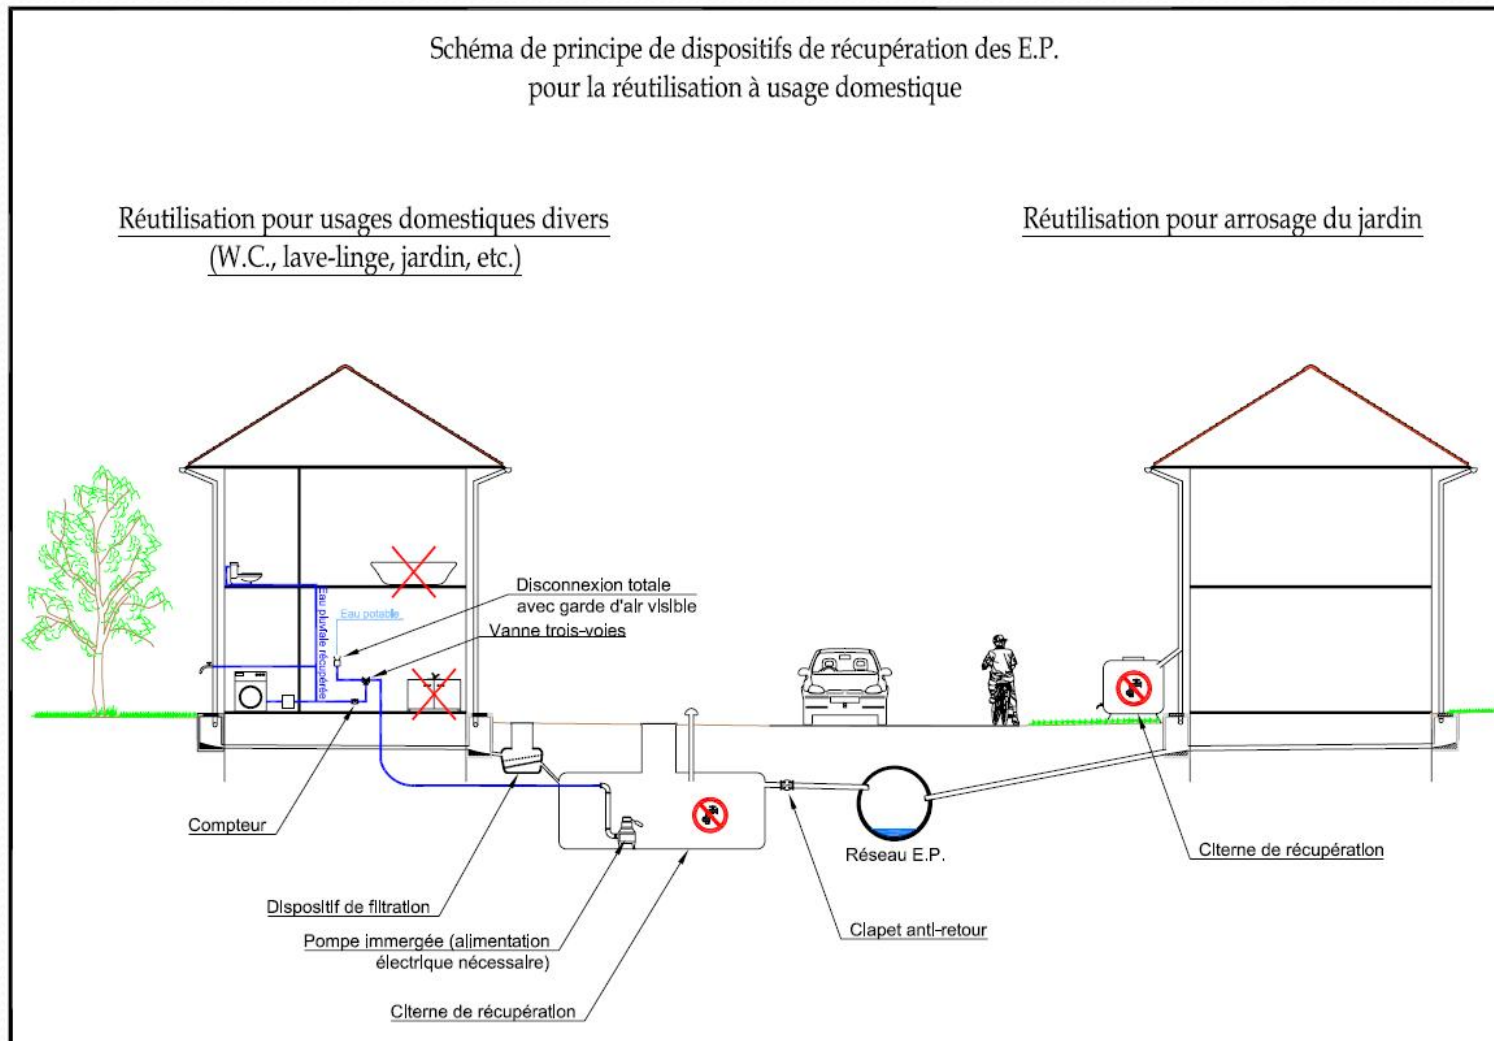 Schéma de principe de dispositifs de récupération des E.P.
pour la réutilisation à usage domestique
Réutilisation pour usages domestiques divers
(W.C., lave-linge, jardin, etc.)
Réutilisation pour arrosage du jardin
Disconnexion totale
avec garde d'air visible
Eau potable
Vanne trois-voies
Eau pluviale récupérée
Compteur
Réseau E.P.
Citerne de récupération
Dispositif de filtration
Clapet anti-retour
Pompe immergée (alimentation
électrique nécessaire)
Citerne de récupération